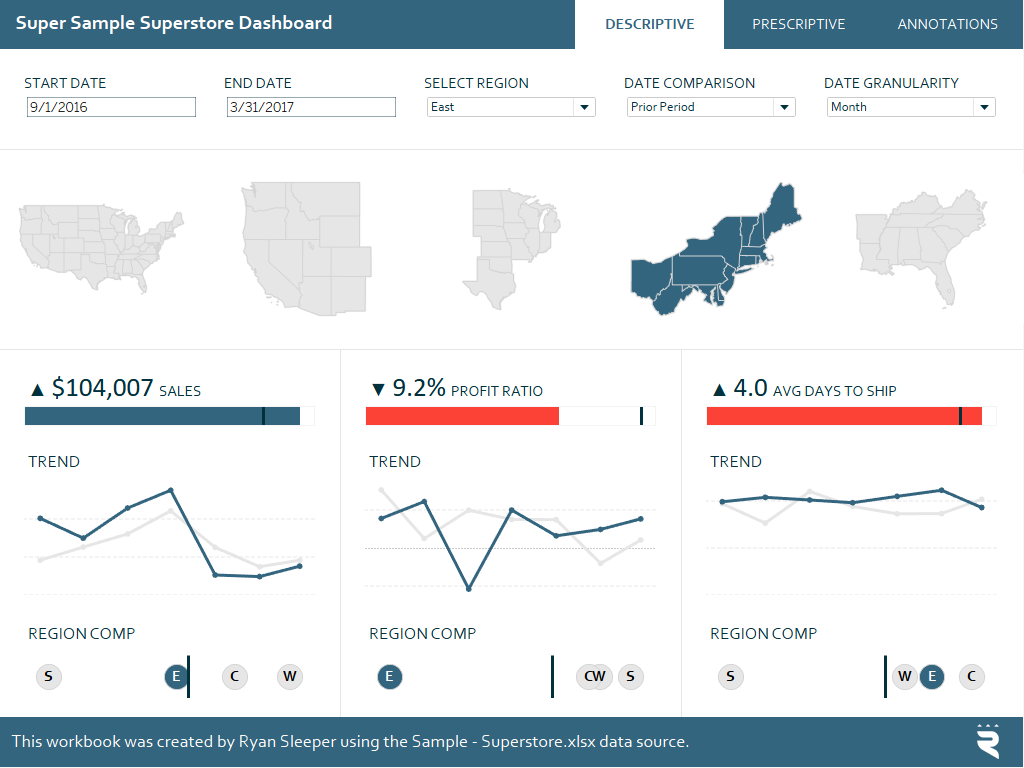 Super Sample Superstore Dashboard
DESCRIPTIVE
PRESCRIPTIVE
ANNOTATIONS
START DATE
END DATE
SELECT REGION
DATE COMPARISON
DATE GRANULARITY
9/1/2016
3/31/2017
East
Prior Period
Month
▲ $104,007 SALES
▼ 9.2% PROFIT RATIO
▲ 4.0 AVG DAYS TO SHIP
TREND
TREND
TREND
REGION COMP
REGION COMP
REGION COMP
S E C W
E C W S
S W E C
This workbook was created by Ryan Sleeper using the Sample - Superstore.xlsx data source.